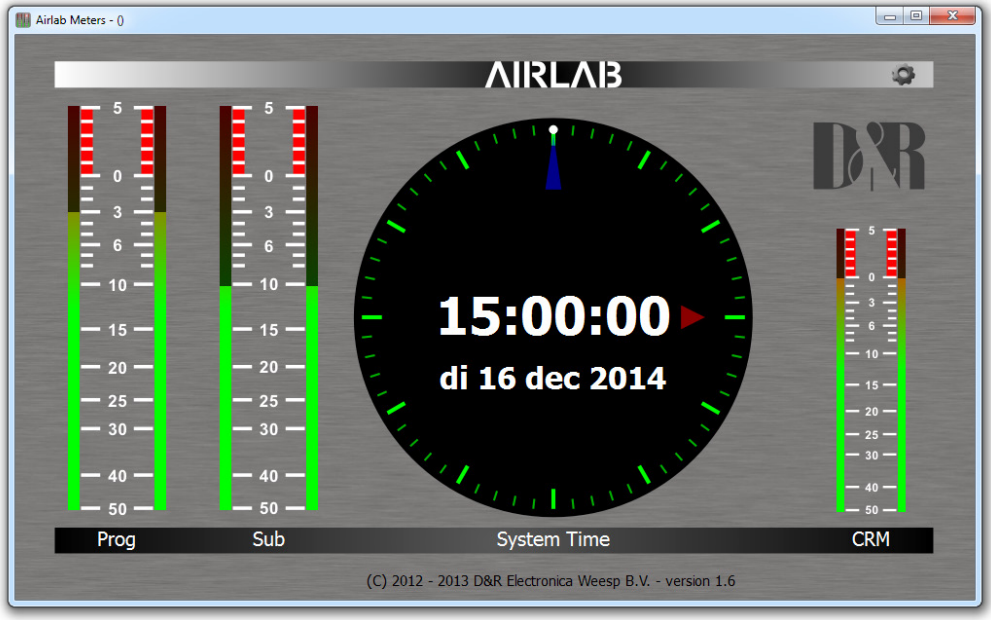 Airlab Meters - ()
AIRLAB
D&R
5 5 5
0 0 0
3 3 3
6 6 6
10 10 10
15 15 15
20 20 20
25 25 25
30 30 30
40 40 40
50 50 50
15:00:00
di 16 dec 2014
Prog Sub System Time CRM
(C) 2012 - 2013 D&R Electronica Weesp B.V. - version 1.6